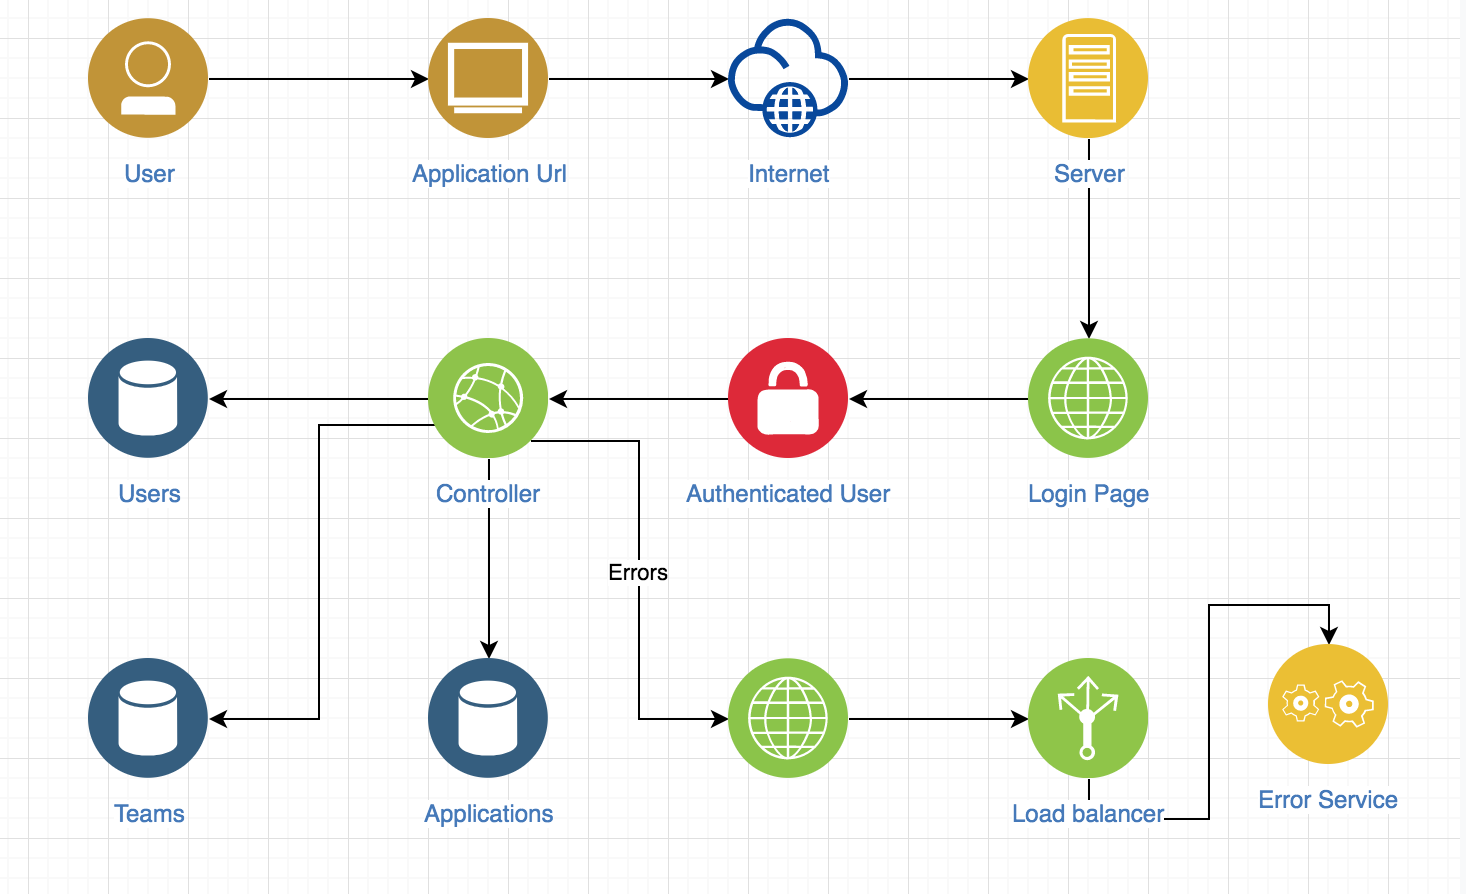 User
Application Url
Internet
Server
Users
Controller
Authenticated User
Login Page
Errors
Teams
Applications
Load balancer
Error Service